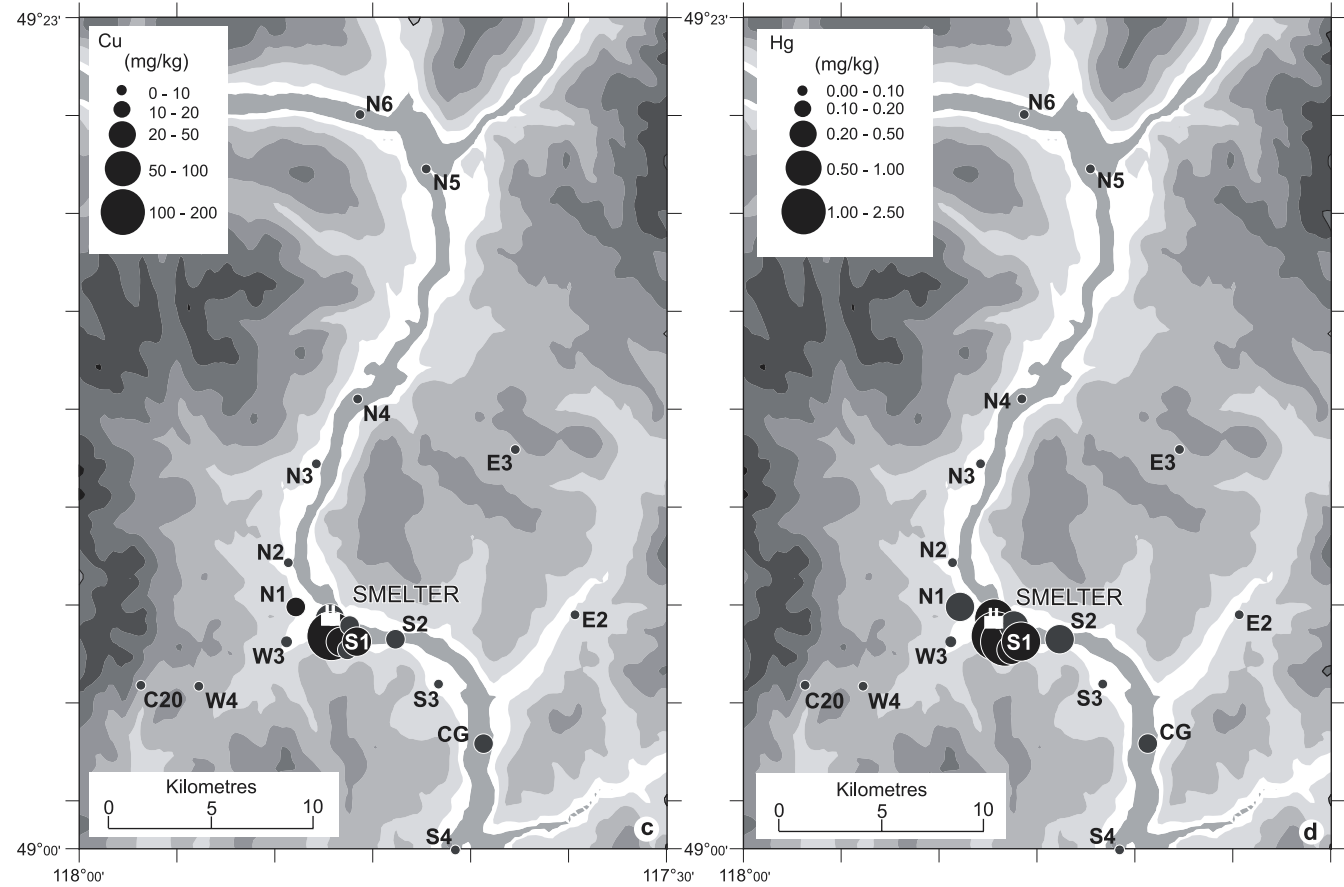 49°23'
Cu
(mg/kg)
0 - 10
10 - 20
20 - 50
50 - 100
100 - 200
N6
N5
N4
N3
E3
N2
N1
SMELTER
S1
S2
E2
W3
C20
W4
S3
CG
S4
Kilometres
0 5 10
c
49°00'
118°00'
117°30'
49°23'
Hg
(mg/kg)
0.00 - 0.10
0.10 - 0.20
0.20 - 0.50
0.50 - 1.00
1.00 - 2.50
N6
N5
N4
N3
E3
N2
N1
SMELTER
S1
S2
E2
W3
C20
W4
S3
CG
S4
Kilometres
0 5 10
d
49°00'
118°00'